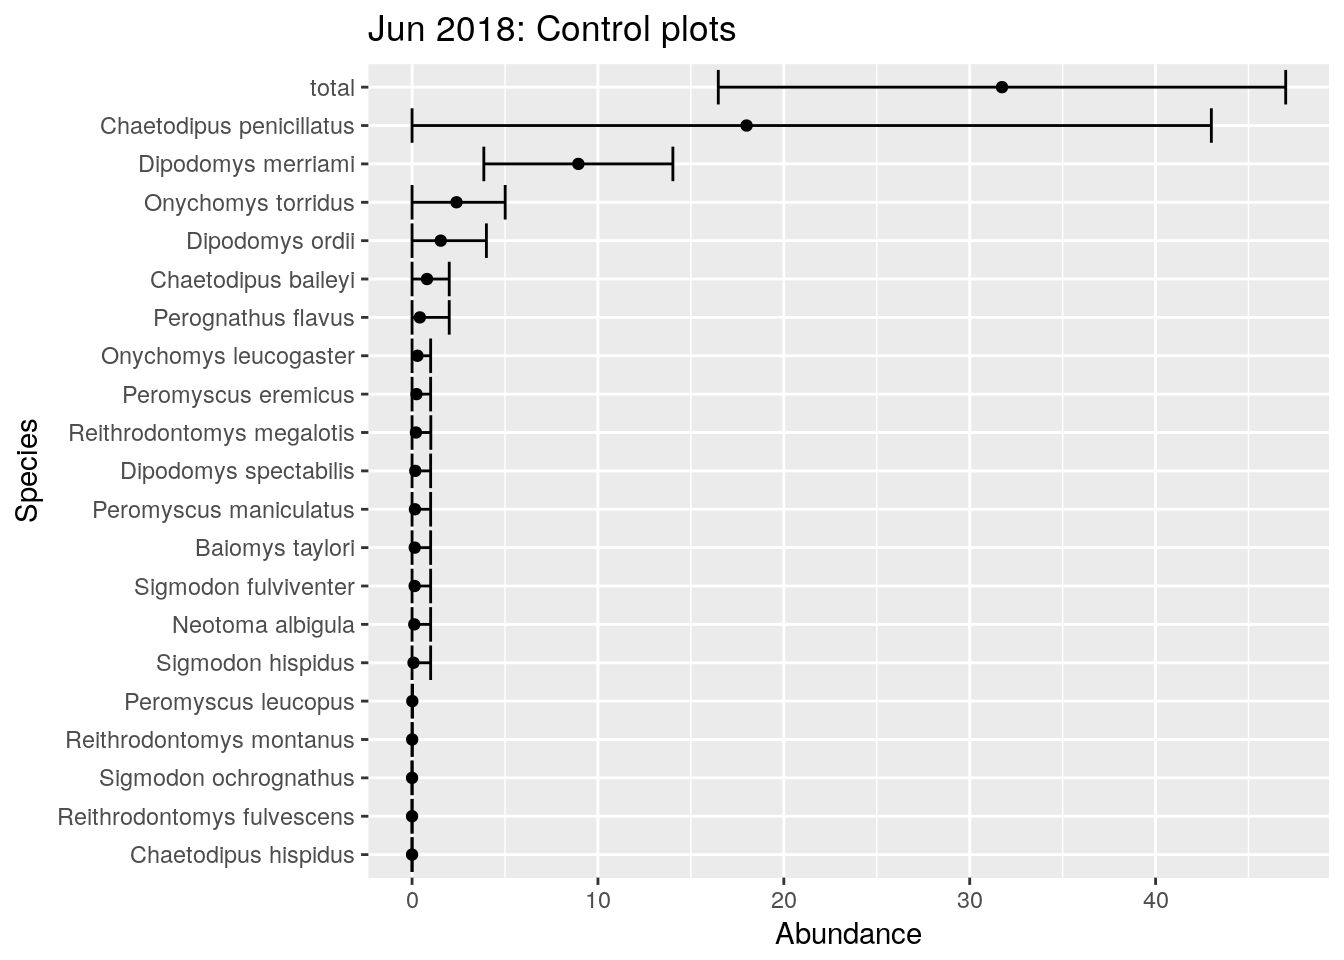 Jun 2018: Control plots
total
Chaetodipus penicillatus
Dipodomys merriami
Onychomys torridus
Dipodomys ordii
Chaetodipus baileyi
Perognathus flavus
Onychomys leucogaster
Peromyscus eremicus
Reithrodontomys megalotis
Dipodomys spectabilis
Peromyscus maniculatus
Baiomys taylori
Sigmodon fulviventer
Neotoma albigula
Sigmodon hispidus
Peromyscus leucopus
Reithrodontomys montanus
Sigmodon ochrognathus
Reithrodontomys fulvescens
Chaetodipus hispidus
Species
0 10 20 30 40
Abundance